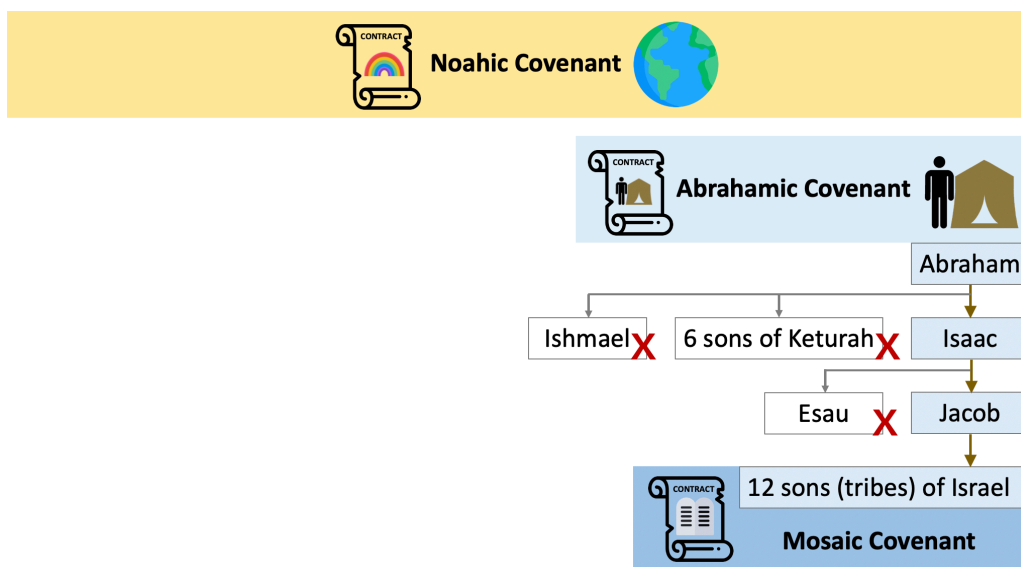 CONTRACT
Noahic Covenant
CONTRACT
Abrahamic Covenant
Abraham
Ishmael X
6 sons of Keturah X
Isaac
Esau X
Jacob
12 sons (tribes) of Israel
CONTRACT
Mosaic Covenant